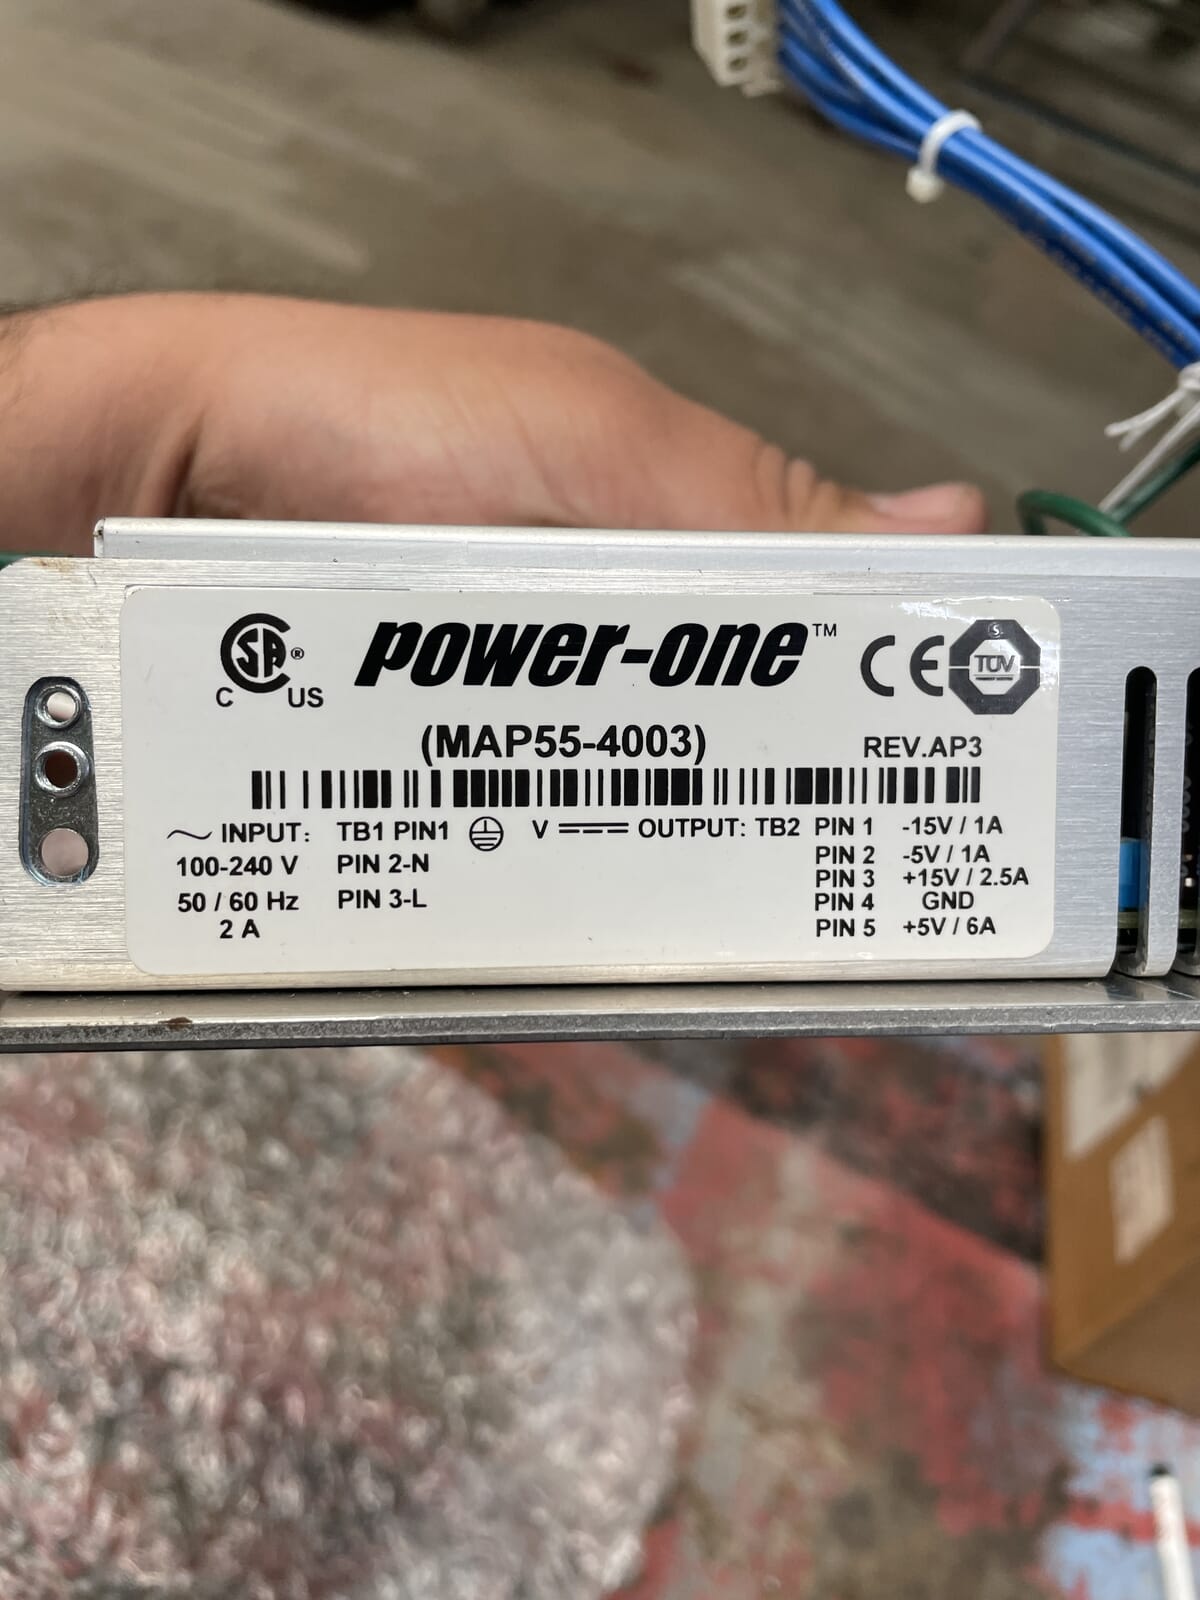 SA ®
C US
power-one™
CE
TÜV
(MAP55-4003)
REV.AP3
INPUT: TB1 PIN1 V OUTPUT: TB2 PIN 1 -15V / 1A
100-240 V PIN 2-N PIN 2 -5V / 1A
PIN 3 +15V / 2.5A
50 / 60 Hz PIN 3-L PIN 4 GND
2 A PIN 5 +5V / 6A